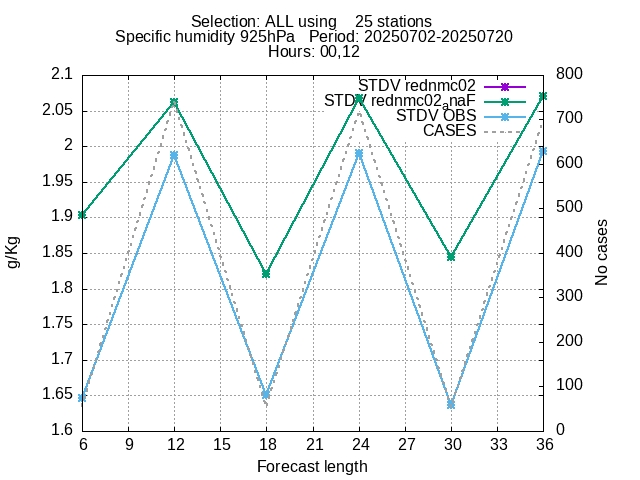 Selection: ALL using    25 stations
Specific humidity 925hPa   Period: 20250702-20250720
Hours: 00,12
STDV rednmc02
STDV rednmc02_anaF
STDV OBS
CASES
2.1
2.05
2
1.95
1.9
1.85
1.8
1.75
1.7
1.65
1.6
g/Kg
800
700
600
500
400
300
200
100
0
No cases
6 9 12 15 18 21 24 27 30 33 36
Forecast length